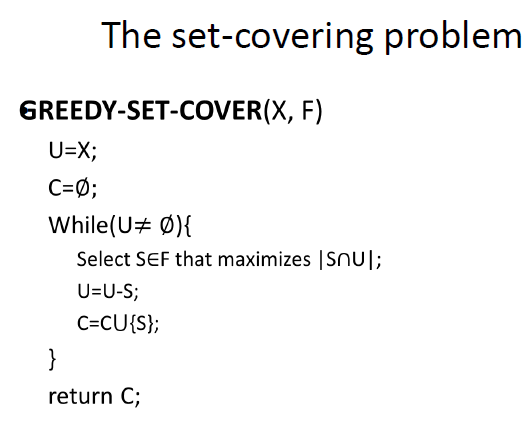 The set-covering problem
GREEDY-SET-COVER(X, F)
U=X;
C=Ø;
While(U≠ Ø){
Select S∈F that maximizes |S∩U|;
U=U-S;
C=C∪{S};
}
return C;